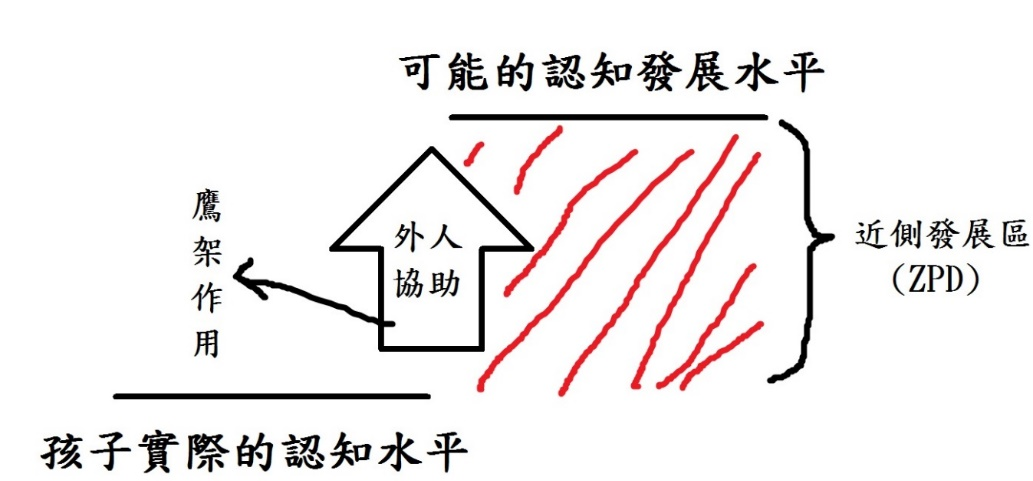 可能的認知發展水平
鷹架作用
外人
協助
近側發展區
(ZPD)
孩子實際的認知水平